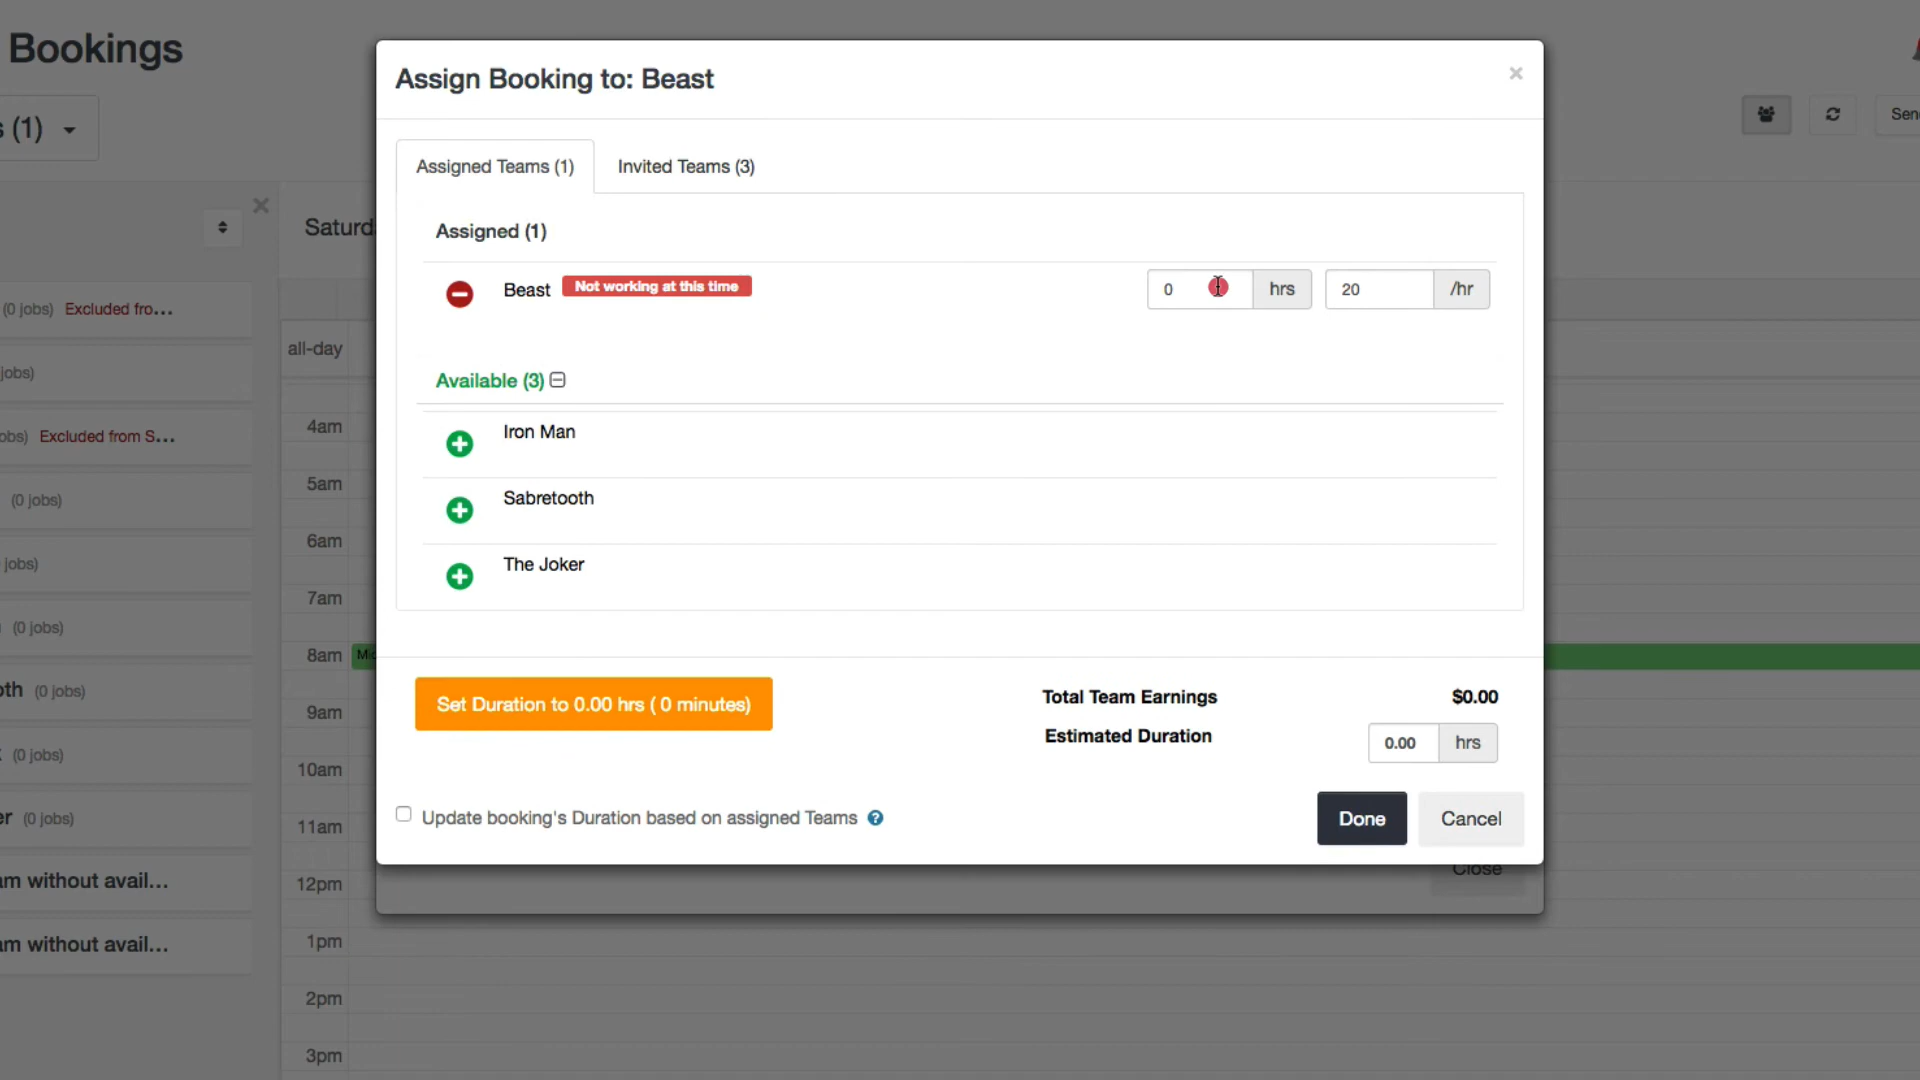 Bookings
s (1)
Send
Saturd
(0 jobs) Excluded fro...
jobs)
obs) Excluded from S...
(0 jobs)
jobs)
(0 jobs)
oth (0 jobs)
(0 jobs)
er (0 jobs)
am without avail...
am without avail...
all-day
4am
5am
6am
7am
8am
Mic
9am
10am
11am
12pm
1pm
2pm
3pm
Assign Booking to: Beast
×
Assigned Teams (1)
Invited Teams (3)
Assigned (1)
Beast Not working at this time
0 hrs 20 /hr
Available (3)
Iron Man
Sabretooth
The Joker
Set Duration to 0.00 hrs ( 0 minutes)
Total Team Earnings $0.00
Estimated Duration 0.00 hrs
Update booking's Duration based on assigned Teams ?
Done
Cancel
Close